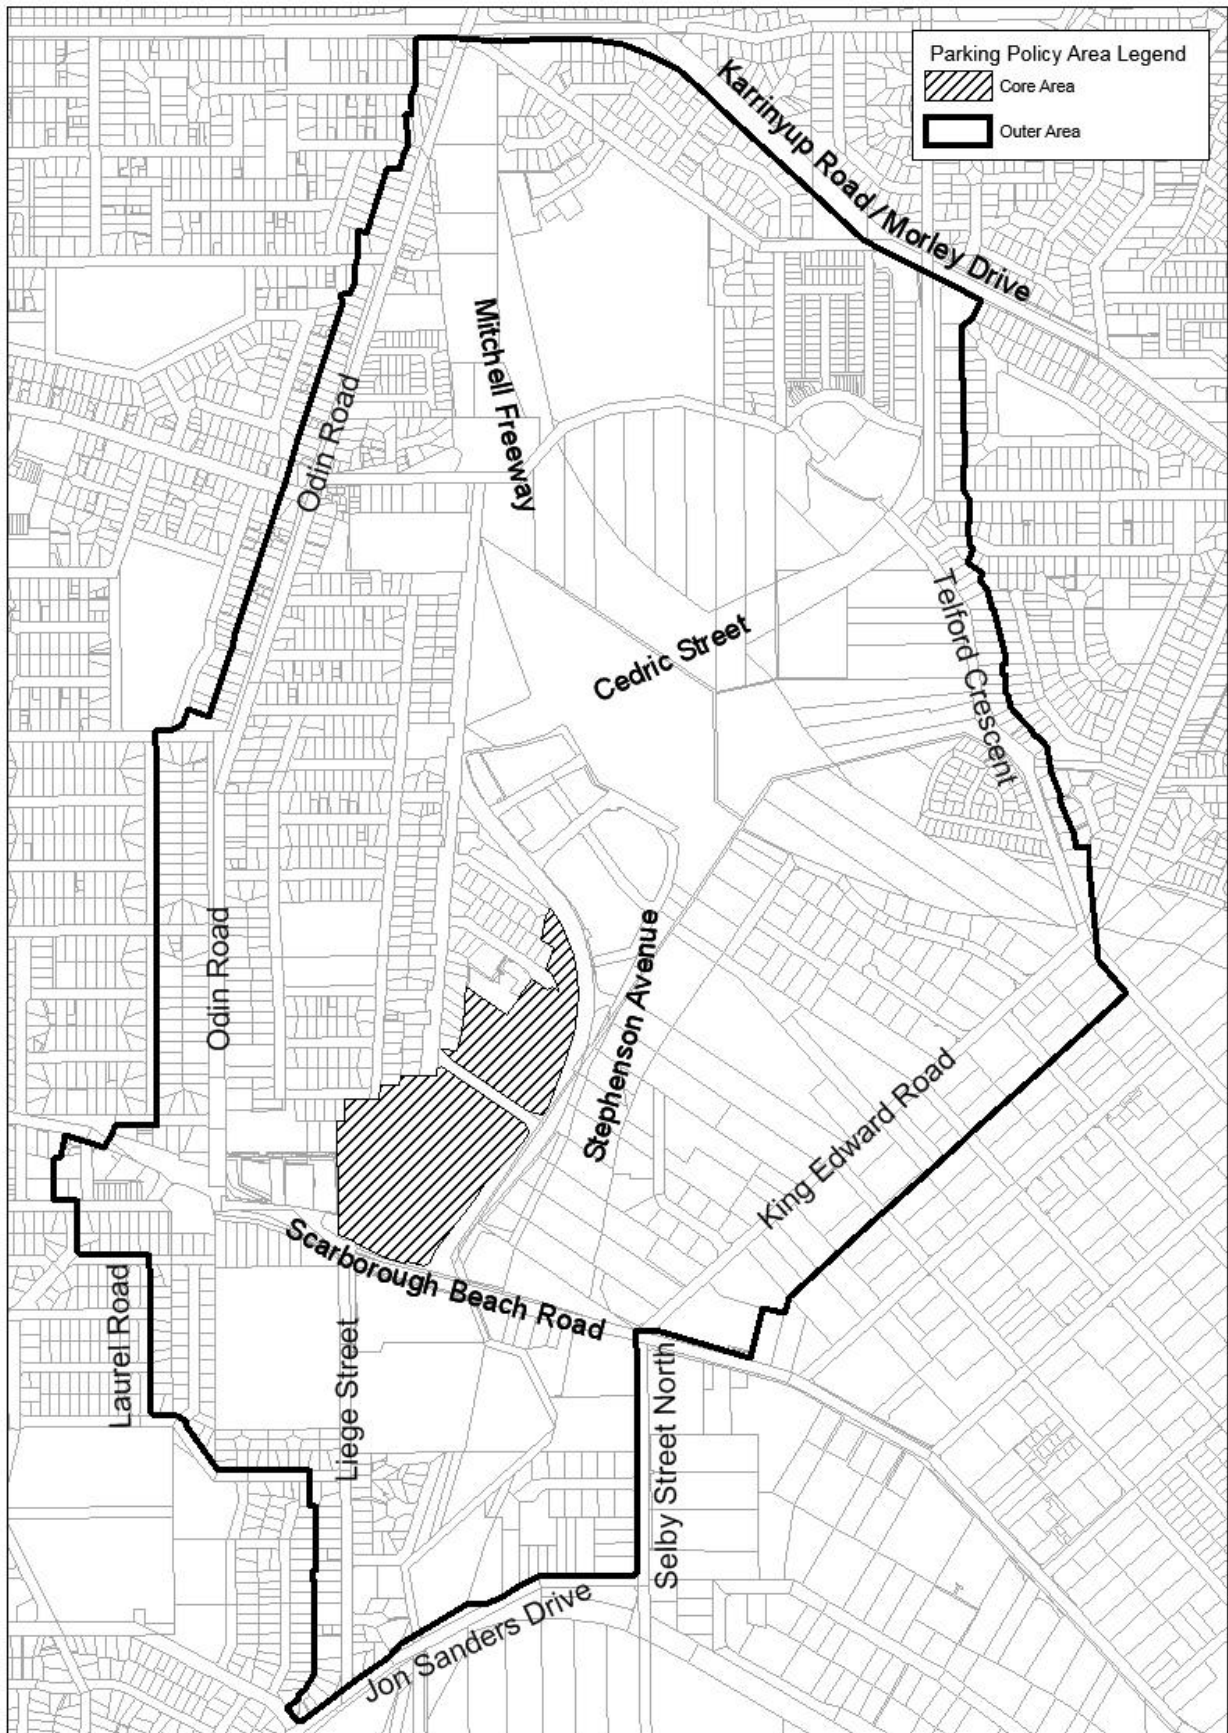 Parking Policy Area Legend
Core Area
Outer Area
Karrinyup Road/Morley Drive
Mitchell Freeway
Odin Road
Cedric Street
Telford Crescent
Odin Road
Stephenson Avenue
King Edward Road
Scarborough Beach Road
Laurel Road
Liege Street
Selby Street North
Jon Sanders Drive